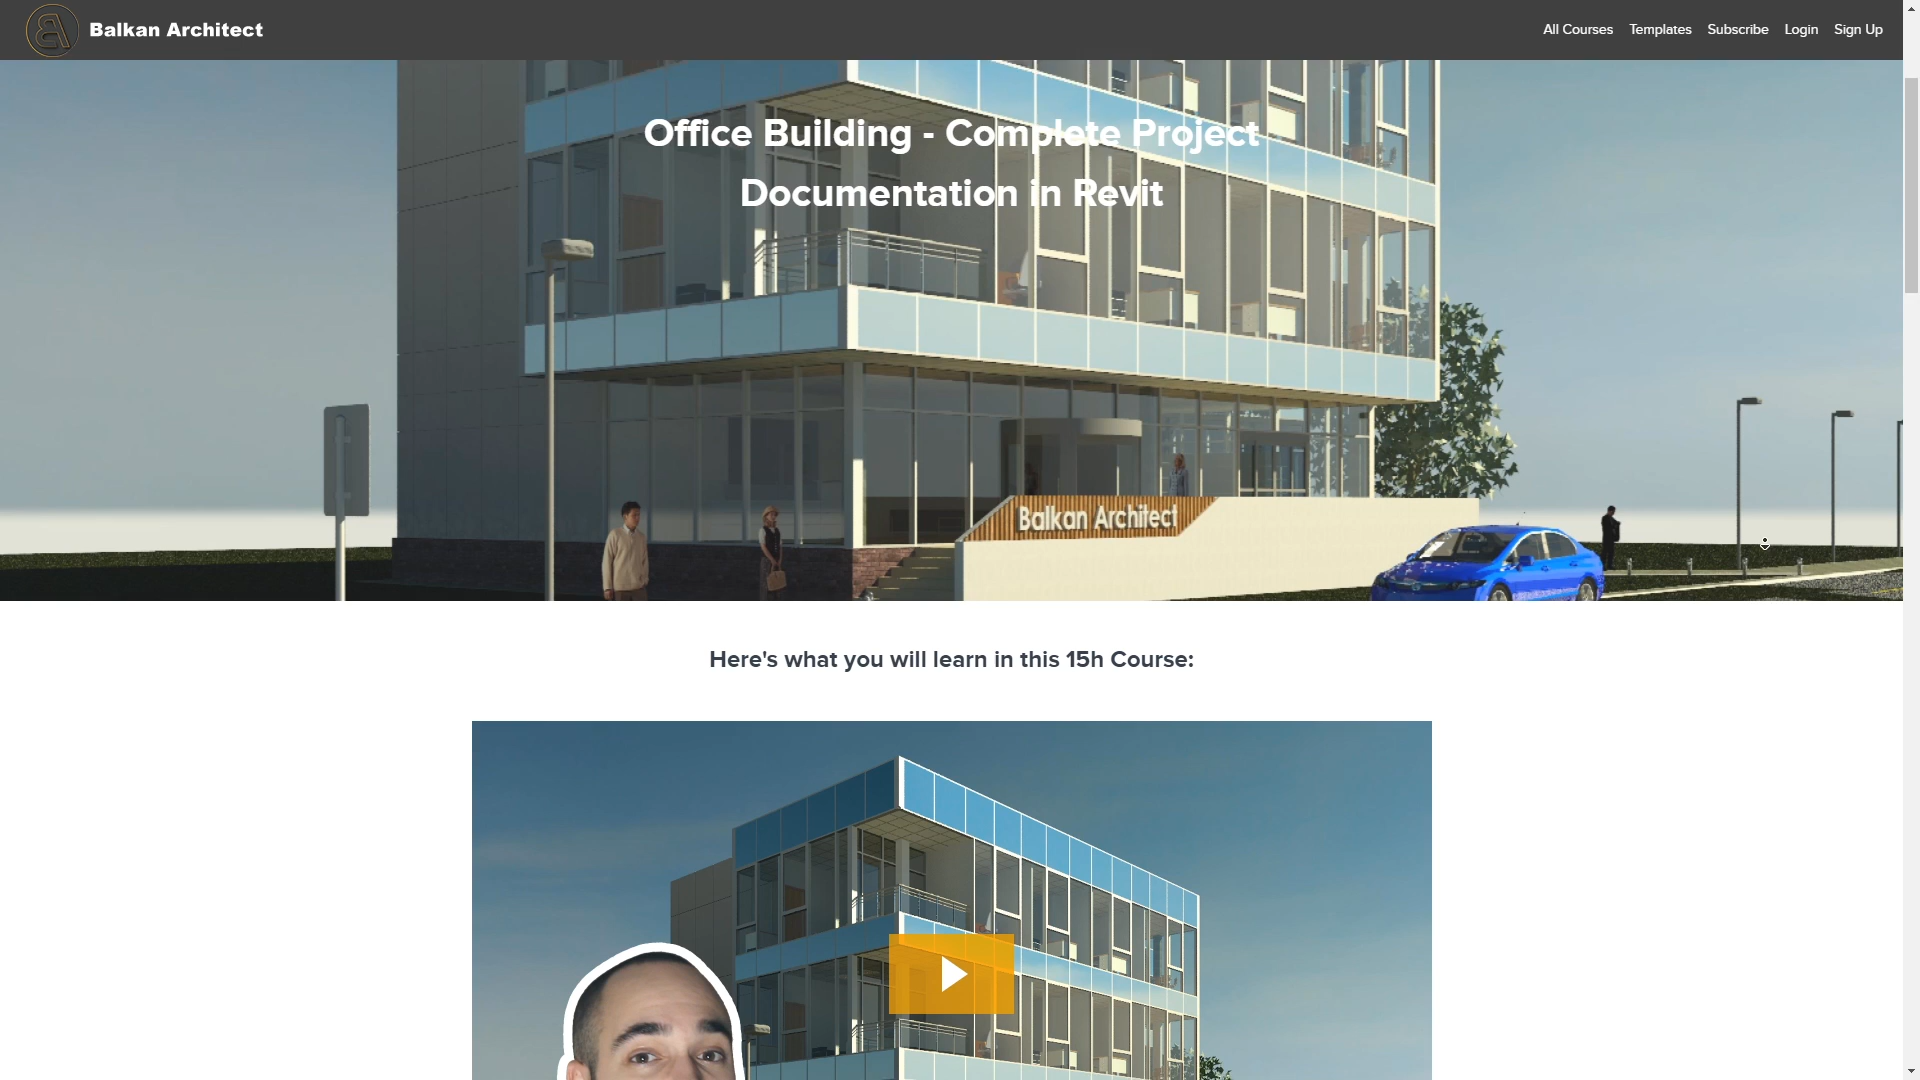 Balkan Architect
All Courses Templates Subscribe Login Sign Up
Office Building - Complete Project
Documentation in Revit
Balkan Architect
Here's what you will learn in this 15h Course: